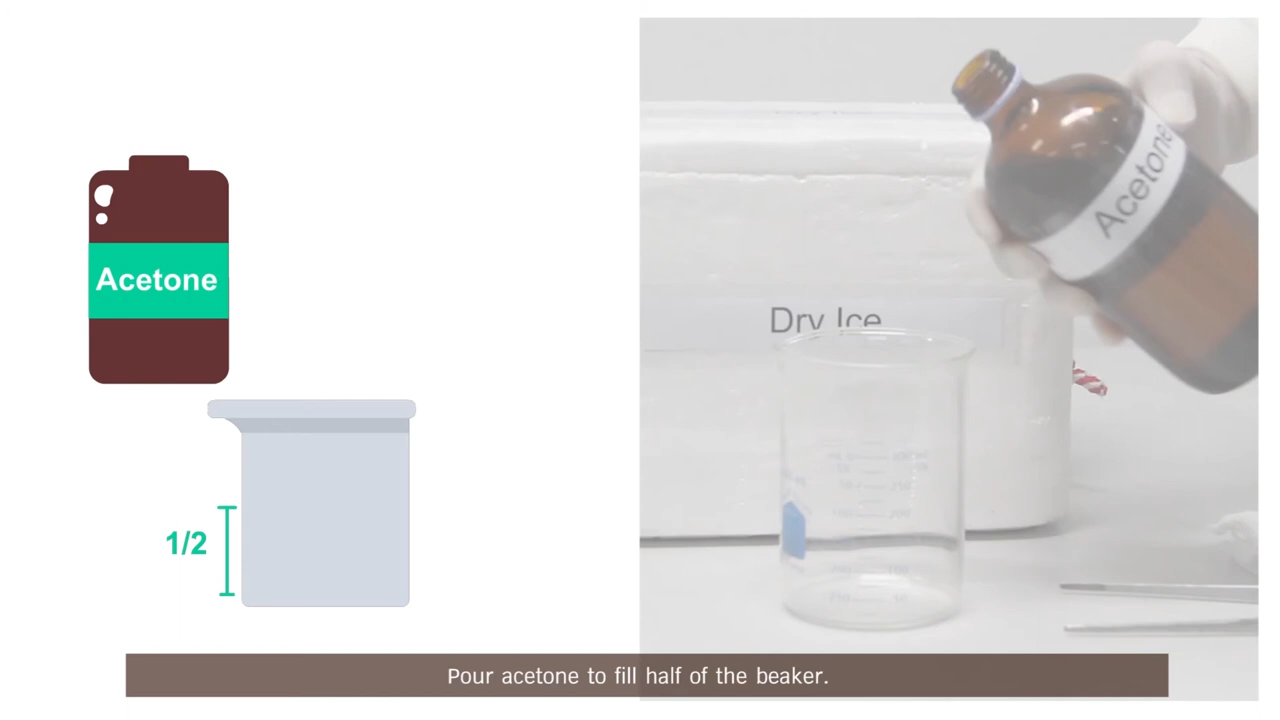 Acetone
1/2
Acetone
Dry Ice
Pour acetone to fill half of the beaker.